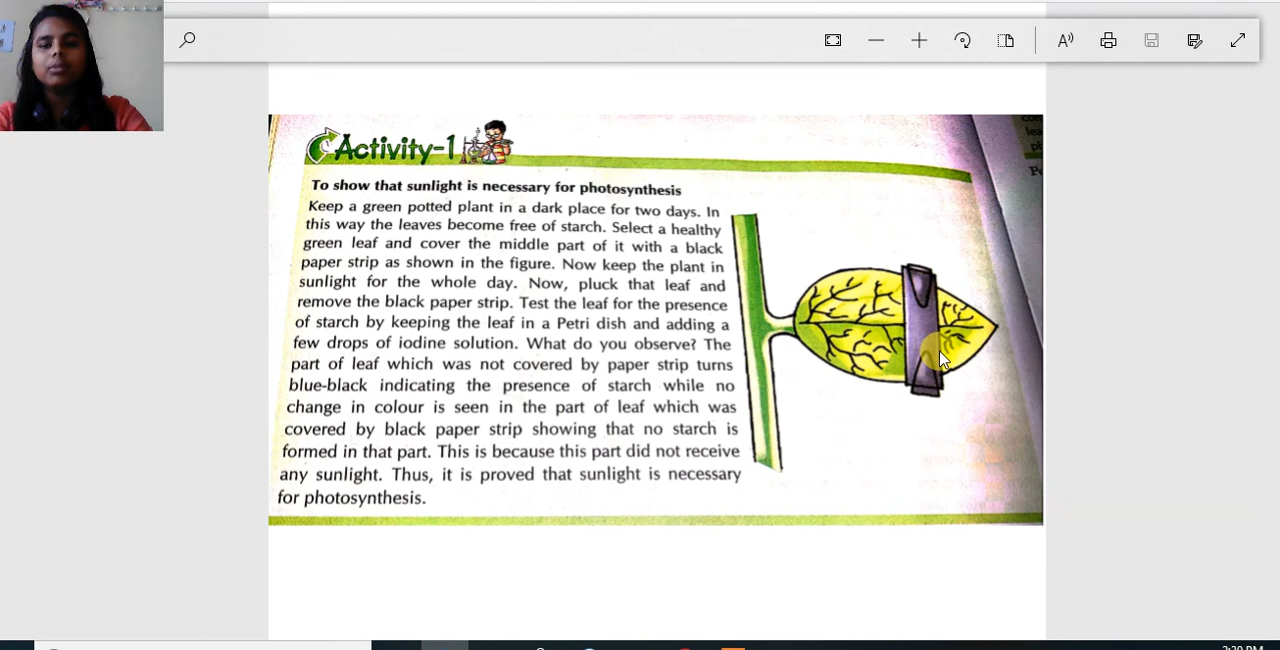 Activity-1
To show that sunlight is necessary for photosynthesis
Keep a green potted plant in a dark place for two days. In
this way the leaves become free of starch. Select a healthy
green leaf and cover the middle part of it with a black
paper strip as shown in the figure. Now keep the plant in
sunlight for the whole day. Now, pluck that leaf and
remove the black paper strip. Test the leaf for the presence
of starch by keeping the leaf in a Petri dish and adding a
few drops of iodine solution. What do you observe? The
part of leaf which was not covered by paper strip turns
blue-black indicating the presence of starch while no
change in colour is seen in the part of leaf which was
covered by black paper strip showing that no starch is
formed in that part. This is because this part did not receive
any sunlight. Thus, it is proved that sunlight is necessary
for photosynthesis.